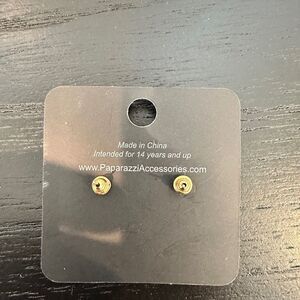 Made in China
Intended for 14 years and up
www.PaparazziAccessories.com